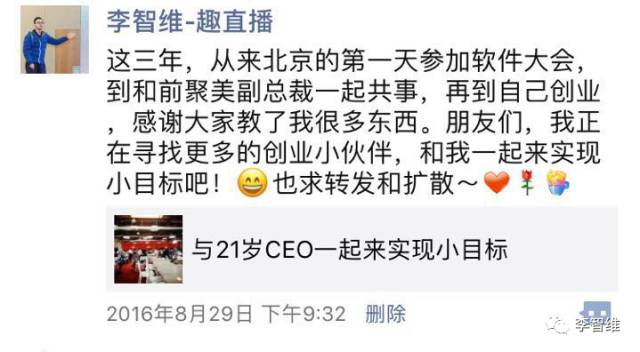 李智维-趣直播
这三年，从来北京的第一天参加软件大会，
到和前聚美副总裁一起共事，再到自己创业
，感谢大家教了我很多东西。朋友们，我正
在寻找更多的创业小伙伴，和我一起来实现
小目标吧！😄也求转发和扩散～❤️🌹🍧
与21岁CEO一起来实现小目标
2016年8月29日 下午9:32 删除
李智维